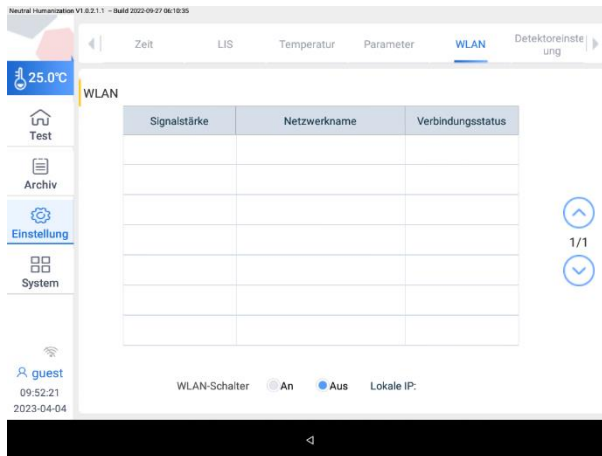 Neutral Humanization V1.0.2.1.1 -- Build 2022-09-27 06:10:35
Zeit LIS Temperatur Parameter WLAN Detektoreinste
ung
25.0℃
WLAN
Signalstärke Netzwerkname Verbindungsstatus
Test
Archiv
Einstellung
1/1
System
guest
WLAN-Schalter An Aus Lokale IP:
09:52:21
2023-04-04